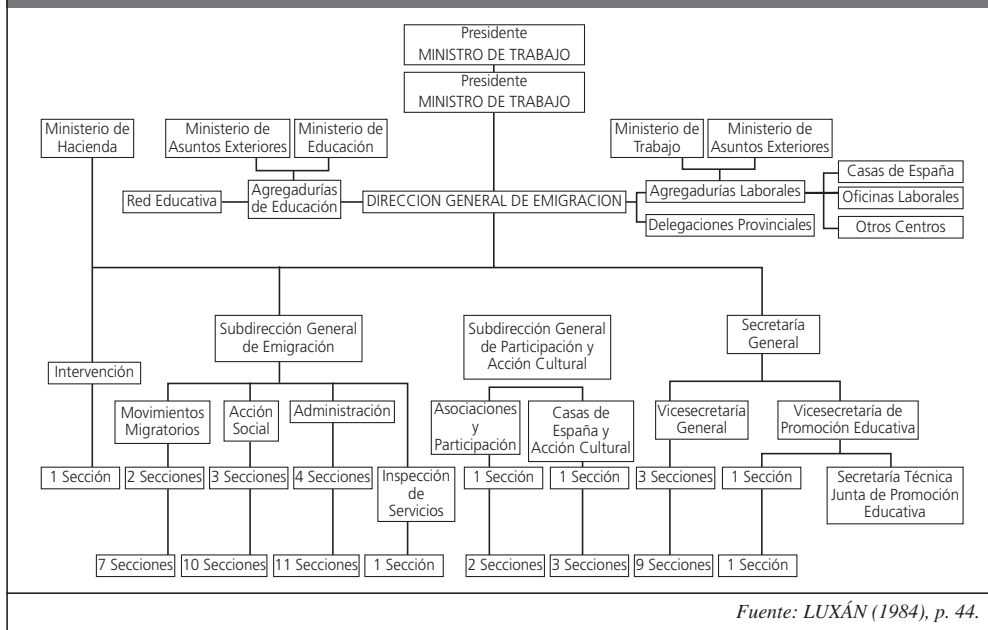 Presidente
MINISTRO DE TRABAJO
Presidente
MINISTRO DE TRABAJO
Ministerio de
Hacienda
Ministerio de
Asuntos Exteriores
Ministerio de
Educación
Ministerio de
Trabajo
Ministerio de
Asuntos Exteriores
Red Educativa
Agregadurías
de Educación
DIRECCION GENERAL DE EMIGRACION
Agregadurías Laborales
Delegaciones Provinciales
Casas de España
Oficinas Laborales
Otros Centros
Subdirección General
de Emigración
Subdirección General
de Participación y
Acción Cultural
Secretaría
General
Intervención
Movimientos
Migratorios
Acción
Social
Administración
Asociaciones
y
Participación
Casas de
España y
Acción Cultural
Vicesecretaría
General
Vicesecretaría de
Promoción Educativa
1 Sección
2 Secciones
3 Secciones
4 Secciones
Inspección
de
Servicios
1 Sección
1 Sección
3 Secciones
1 Sección
Secretaría Técnica
Junta de Promoción
Educativa
7 Secciones
10 Secciones
11 Secciones
1 Sección
2 Secciones
3 Secciones
9 Secciones
1 Sección
Fuente: LUXÁN (1984), p. 44.